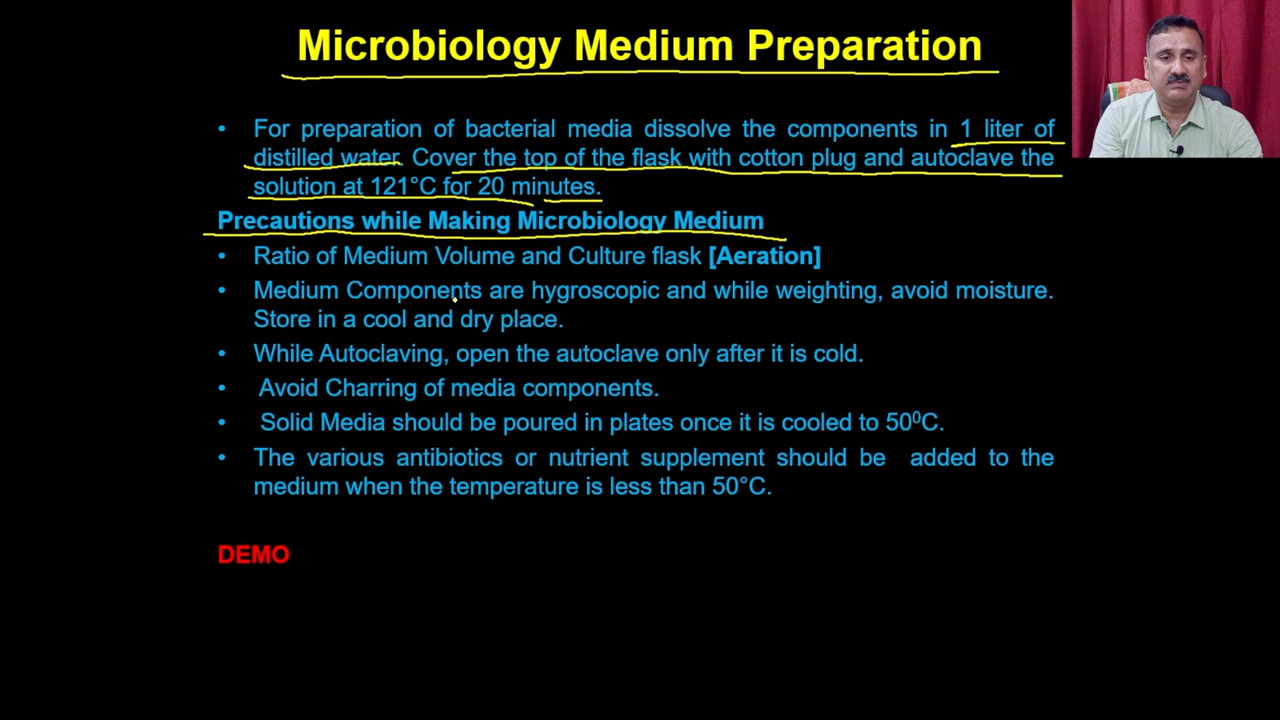 Microbiology Medium Preparation
• For preparation of bacterial media dissolve the components in 1 liter of
distilled water. Cover the top of the flask with cotton plug and autoclave the
solution at 121°C for 20 minutes.
Precautions while Making Microbiology Medium
• Ratio of Medium Volume and Culture flask [Aeration]
• Medium Components are hygroscopic and while weighting, avoid moisture.
Store in a cool and dry place.
• While Autoclaving, open the autoclave only after it is cold.
• Avoid Charring of media components.
• Solid Media should be poured in plates once it is cooled to 50⁰C.
• The various antibiotics or nutrient supplement should be added to the
medium when the temperature is less than 50°C.
DEMO